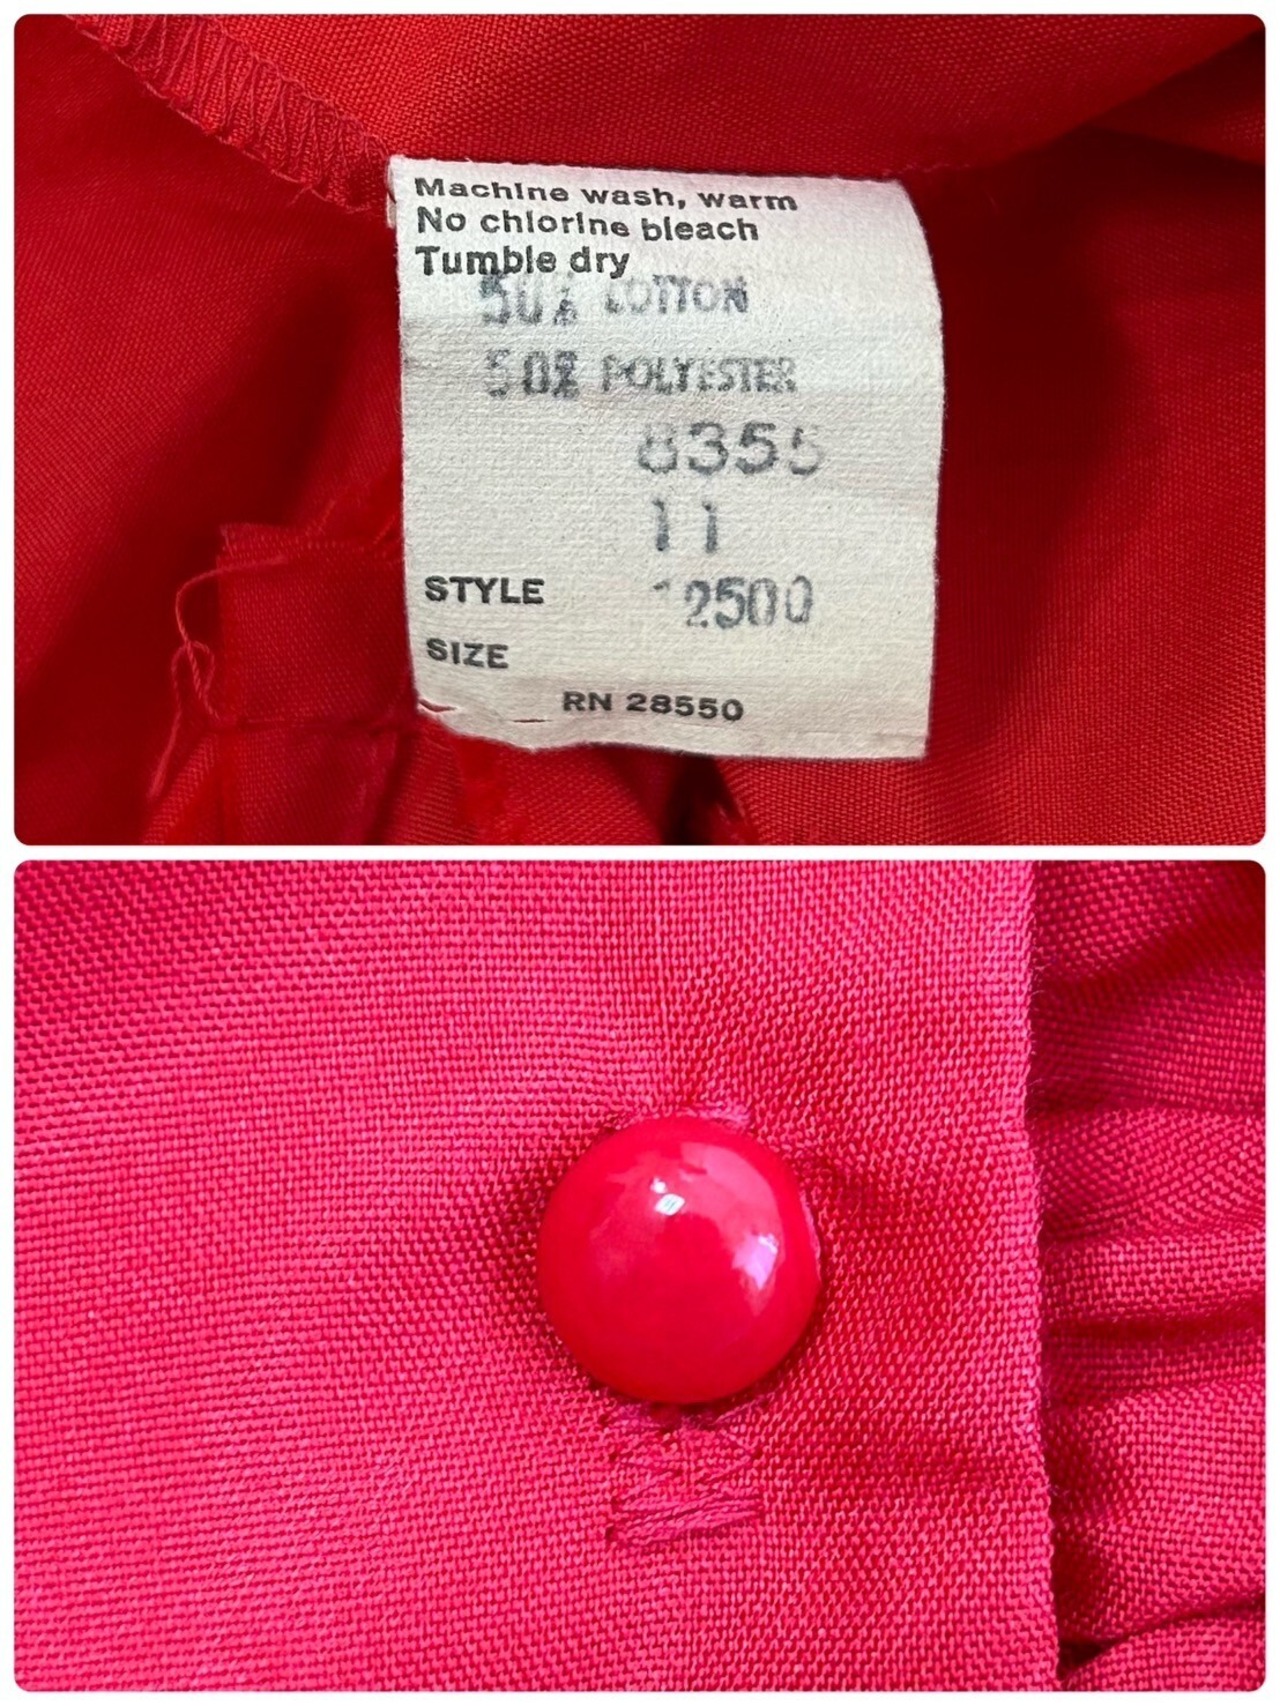 Machine wash, warm
No chlorine bleach
Tumble dry
50% COTTON
50% POLYESTER
8355
11
STYLE 12500
SIZE
RN 28550